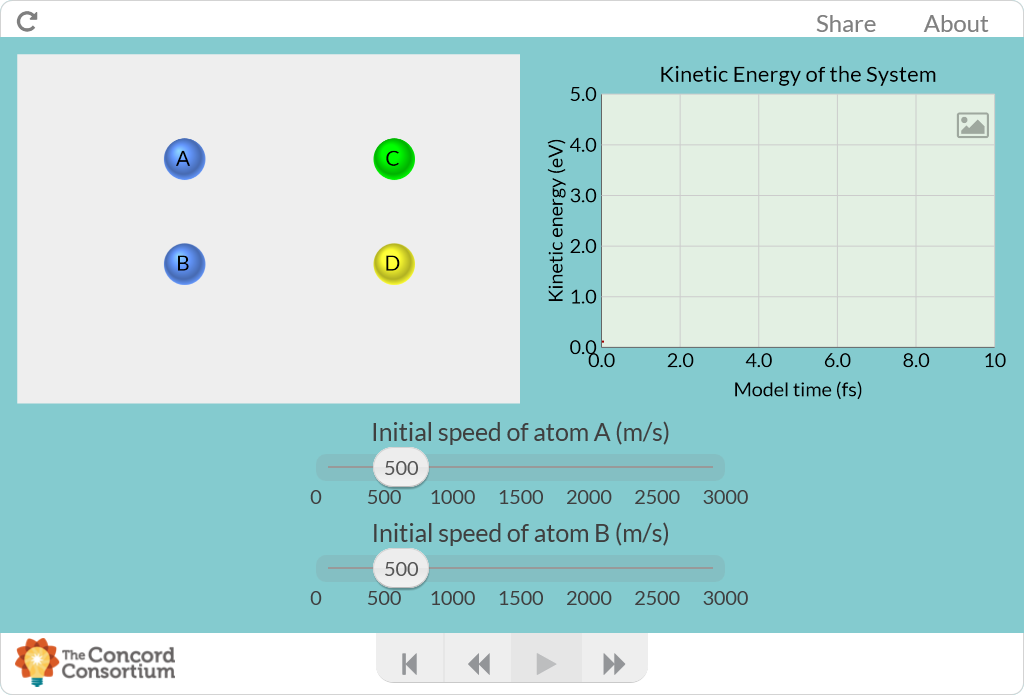 Share About
A
C
B
D
Kinetic Energy of the System
5.0
4.0
3.0
2.0
1.0
0.0
Kinetic energy (eV)
0.0 2.0 4.0 6.0 8.0 10
Model time (fs)
Initial speed of atom A (m/s)
500
0 500 1000 1500 2000 2500 3000
Initial speed of atom B (m/s)
500
0 500 1000 1500 2000 2500 3000
The Concord
Consortium